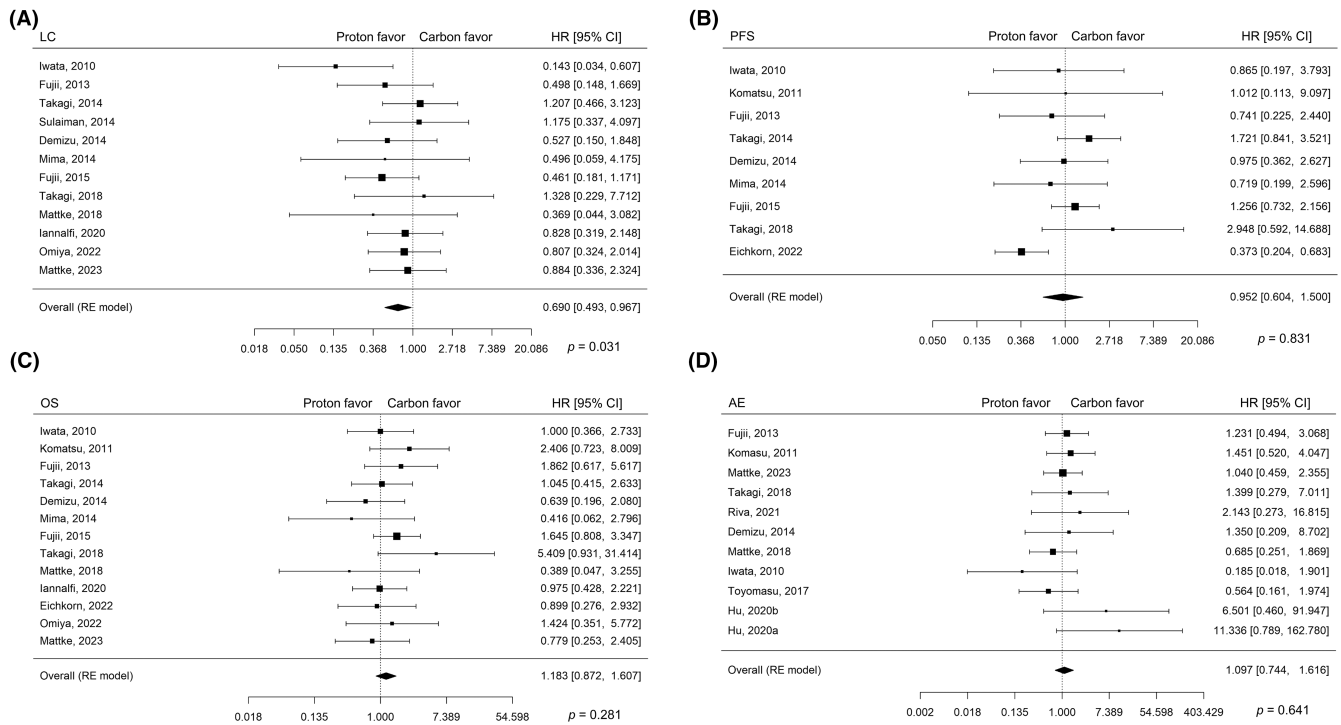 (A)
LC Proton favor Carbon favor HR [95% CI]
Iwata, 2010 0.143 [0.034, 0.607]
Fujii, 2013 0.498 [0.148, 1.669]
Takagi, 2014 1.207 [0.466, 3.123]
Sulaiman, 2014 1.175 [0.337, 4.097]
Demizu, 2014 0.527 [0.150, 1.848]
Mima, 2014 0.496 [0.059, 4.175]
Fujii, 2015 0.461 [0.181, 1.171]
Takagi, 2018 1.328 [0.229, 7.712]
Mattke, 2018 0.369 [0.044, 3.082]
Iannalfi, 2020 0.828 [0.319, 2.148]
Omiya, 2022 0.807 [0.324, 2.014]
Mattke, 2023 0.884 [0.336, 2.324]
Overall (RE model) 0.690 [0.493, 0.967]
0.018 0.050 0.135 0.368 1.000 2.718 7.389 20.086
p = 0.031
(B)
PFS Proton favor Carbon favor HR [95% CI]
Iwata, 2010 0.865 [0.197, 3.793]
Komatsu, 2011 1.012 [0.113, 9.097]
Fujii, 2013 0.741 [0.225, 2.440]
Takagi, 2014 1.721 [0.841, 3.521]
Demizu, 2014 0.975 [0.362, 2.627]
Mima, 2014 0.719 [0.199, 2.596]
Fujii, 2015 1.256 [0.732, 2.156]
Takagi, 2018 2.948 [0.592, 14.688]
Eichkorn, 2022 0.373 [0.204, 0.683]
Overall (RE model) 0.952 [0.604, 1.500]
0.050 0.135 0.368 1.000 2.718 7.389 20.086
p = 0.831
(C)
OS Proton favor Carbon favor HR [95% CI]
Iwata, 2010 1.000 [0.366, 2.733]
Komatsu, 2011 2.406 [0.723, 8.009]
Fujii, 2013 1.862 [0.617, 5.617]
Takagi, 2014 1.045 [0.415, 2.633]
Demizu, 2014 0.639 [0.196, 2.080]
Mima, 2014 0.416 [0.062, 2.796]
Fujii, 2015 1.645 [0.808, 3.347]
Takagi, 2018 5.409 [0.931, 31.414]
Mattke, 2018 0.389 [0.047, 3.255]
Iannalfi, 2020 0.975 [0.428, 2.221]
Eichkorn, 2022 0.899 [0.276, 2.932]
Omiya, 2022 1.424 [0.351, 5.772]
Mattke, 2023 0.779 [0.253, 2.405]
Overall (RE model) 1.183 [0.872, 1.607]
0.018 0.135 1.000 7.389 54.598
p = 0.281
(D)
AE Proton favor Carbon favor HR [95% CI]
Fujii, 2013 1.231 [0.494, 3.068]
Komasu, 2011 1.451 [0.520, 4.047]
Mattke, 2023 1.040 [0.459, 2.355]
Takagi, 2018 1.399 [0.279, 7.011]
Riva, 2021 2.143 [0.273, 16.815]
Demizu, 2014 1.350 [0.209, 8.702]
Mattke, 2018 0.685 [0.251, 1.869]
Iwata, 2010 0.185 [0.018, 1.901]
Toyomasu, 2017 0.564 [0.161, 1.974]
Hu, 2020b 6.501 [0.460, 91.947]
Hu, 2020a 11.336 [0.789, 162.780]
Overall (RE model) 1.097 [0.744, 1.616]
0.002 0.018 0.135 1.000 7.389 54.598 403.429
p = 0.641